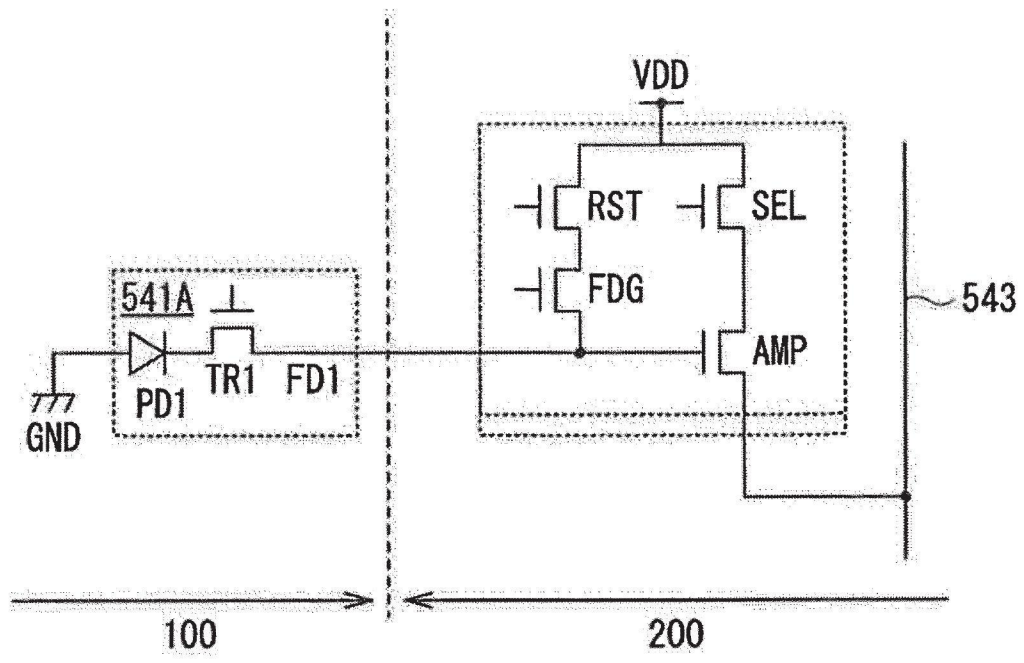 VDD
RST
SEL
541A
FDG
543
TR1
FD1
AMP
PD1
GND
100
200